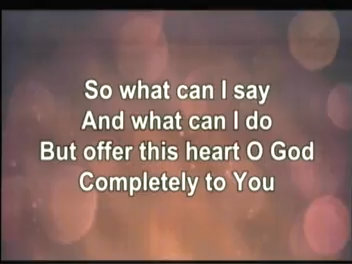 So what can I say
And what can I do
But offer this heart O God
Completely to You